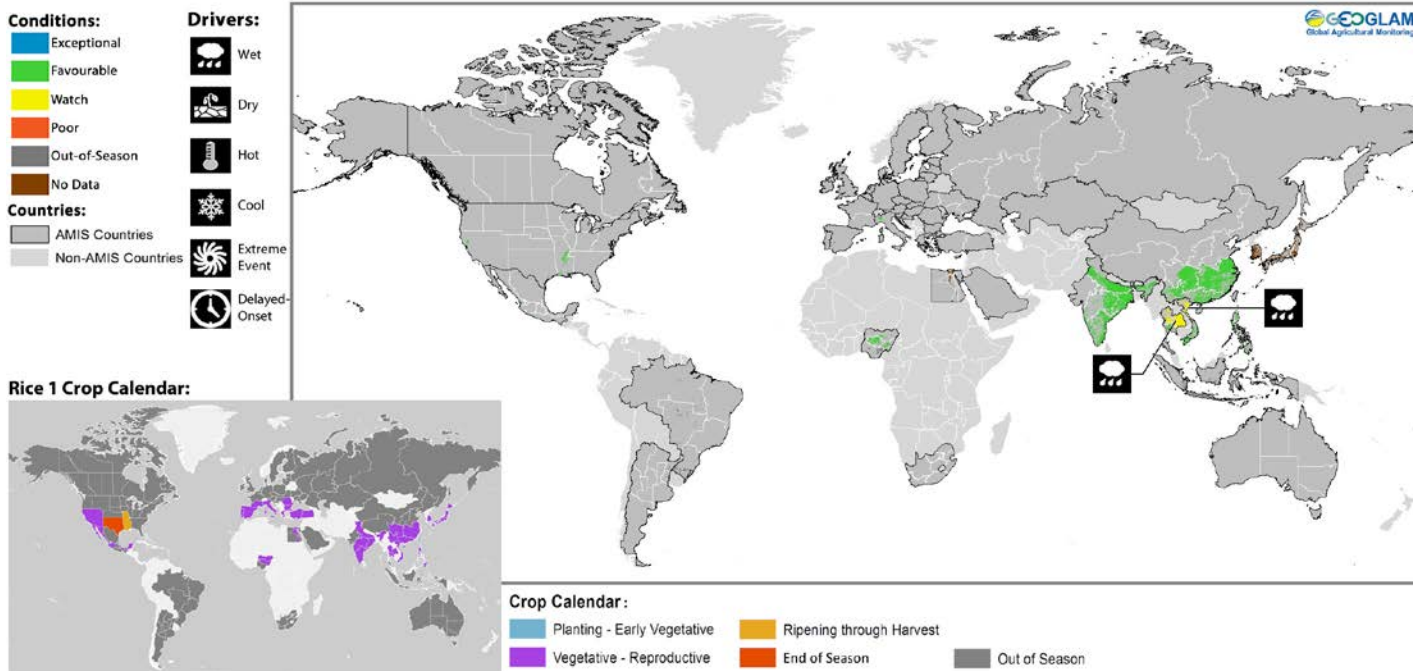 Conditions:
Exceptional
Favourable
Watch
Poor
Out-of-Season
No Data
Countries:
AMIS Countries
Non-AMIS Countries
Drivers:
Wet
Dry
Hot
Cool
Extreme
Event
Delayed-
Onset
GEOGLAM
Global Agricultural Monitoring
Rice 1 Crop Calendar:
Crop Calendar :
Planting - Early Vegetative
Vegetative - Reproductive
Ripening through Harvest
End of Season
Out of Season